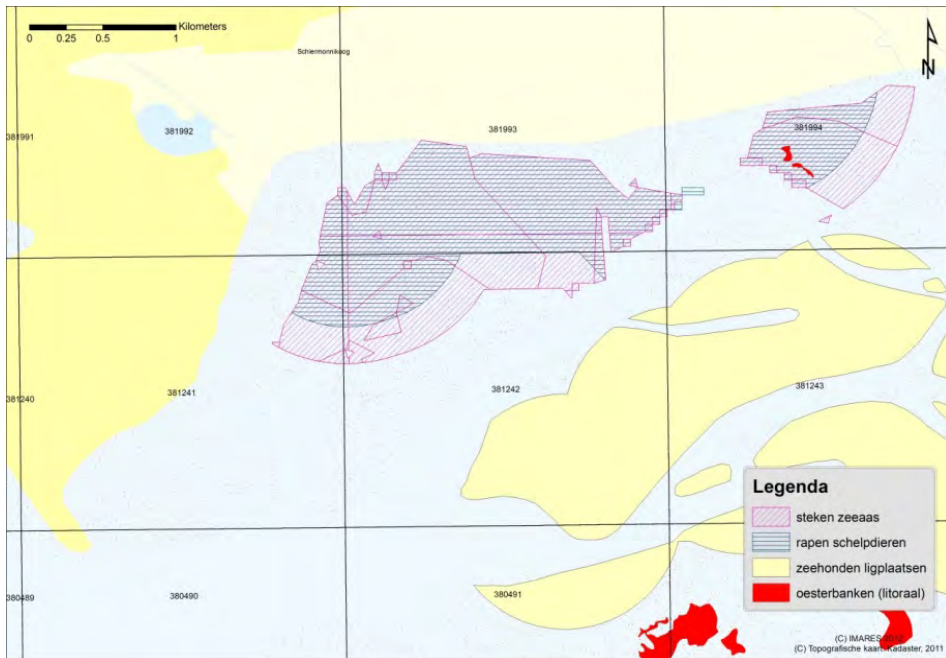 Kilometers
0 0.25 0.5 1
Schiermonnikoog
N
381991
381992
381993
381994
381240
381241
381242
381243
380489
380490
380491
Legenda
steken zeeaas
rapen schelpdieren
zeehonden ligplaatsen
oesterbanken (litoraal)
(C) IMARES 2012
(C) Topografische kaart: Kadaster, 2011